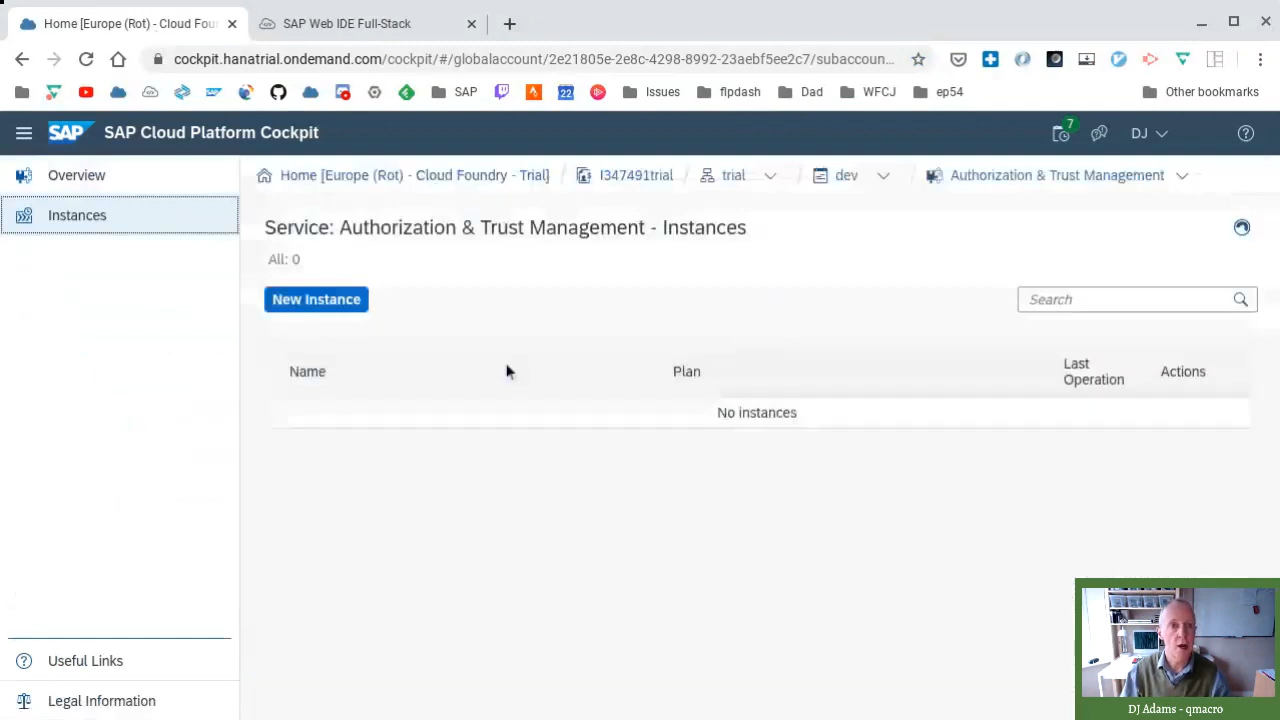 Home [Europe (Rot) - Cloud Fou
SAP Web IDE Full-Stack
cockpit.hanatrial.ondemand.com/cockpit/#/globalaccount/2e21805e-2e8c-4298-8992-23aebf5ee2c7/subaccoun...
22
SAP
Issues
flpdash
Dad
WFCJ
ep54
Other bookmarks
SAP
SAP Cloud Platform Cockpit
7
DJ
Overview
Home [Europe (Rot) - Cloud Foundry - Trial]
/
I347491trial
/
trial
/
dev
/
Authorization & Trust Management
Instances
Service: Authorization & Trust Management - Instances
All: 0
New Instance
Search
Name
Plan
Last
Operation
Actions
No instances
Useful Links
Legal Information
DJ Adams - qmacro